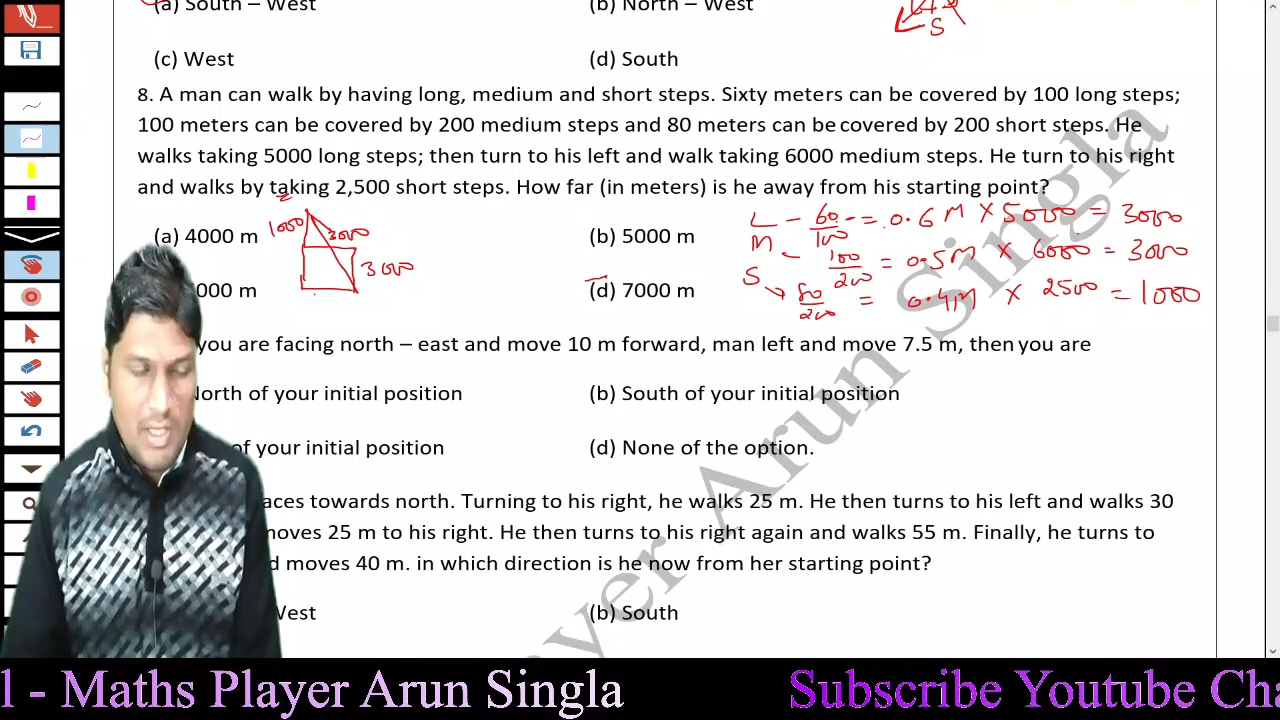 (a) South – West (b) North – West
S
(c) West (d) South
8. A man can walk by having long, medium and short steps. Sixty meters can be covered by 100 long steps;
100 meters can be covered by 200 medium steps and 80 meters can be covered by 200 short steps. He
walks taking 5000 long steps; then turn to his left and walk taking 6000 medium steps. He turn to his right
and walks by taking 2,500 short steps. How far (in meters) is he away from his starting point?
L – 60/100 = 0.6 M × 5000 = 3000
1000 3000
(a) 4000 m (b) 5000 m
M – 100/200 = 0.5M × 6000 = 3000
3000
000 m (d) 7000 m
S → 80/200 = 0.4M × 2500 = 1000
you are facing north – east and move 10 m forward, man left and move 7.5 m, then you are
North of your initial position (b) South of your initial position
of your initial position (d) None of the option.
aces towards north. Turning to his right, he walks 25 m. He then turns to his left and walks 30
moves 25 m to his right. He then turns to his right again and walks 55 m. Finally, he turns to
d moves 40 m. in which direction is he now from her starting point?
West (b) South
ayer Arun Singla
l - Maths Player Arun Singla Subscribe Youtube Cha